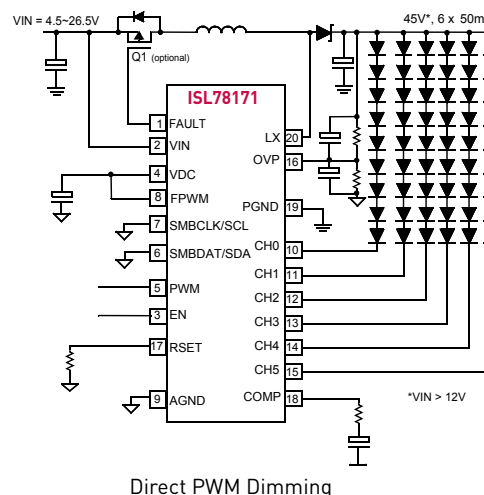 VIN = 4.5~26.5V
45V*, 6 x 50m
Q1 (optional)
ISL78171
1 FAULT
2 VIN
4 VDC
8 FPWM
7 SMBCLK/SCL
6 SMBDAT/SDA
5 PWM
3 EN
17 RSET
9 AGND
LX 20
OVP 16
PGND 19
CH0 10
CH1 11
CH2 12
CH3 13
CH4 14
CH5 15
COMP 18
*VIN > 12V
Direct PWM Dimming